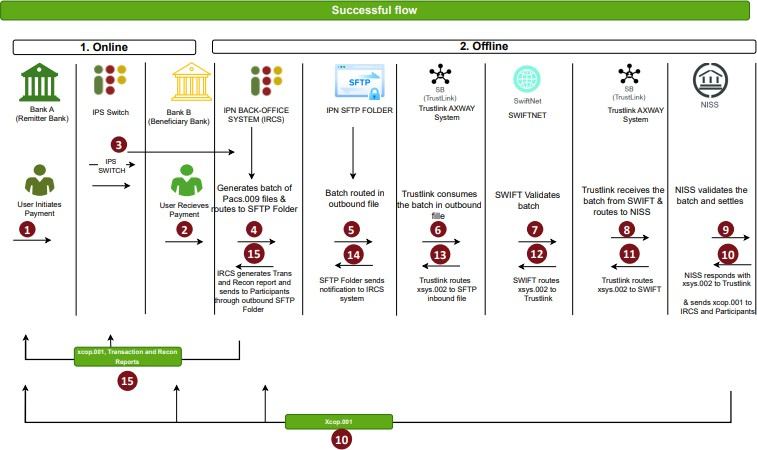 Successful flow
1. Online
2. Offline
Bank A
(Remitter Bank)
IPS Switch
Bank B
(Beneficiary Bank)
IPN BACK-OFFICE
SYSTEM (IRCS)
SFTP
IPN SFTP FOLDER
SB
(TrustLink)
Trustlink AXWAY
System
SwiftNet
SWIFTNET
SB
(TrustLink)
Trustlink AXWAY
System
NISS
3
IPS
SWITCH
User Initiates
Payment
1
User Recieves
Payment
2
Generates batch of
Pacs.009 files &
routes to SFTP Folder
4
15
IRCS generates Trans
and Recon report and
sends to Participants
through outbound SFTP
Folder
Batch routed in
outbound file
5
14
SFTP Folder sends
notification to IRCS
system
Trustlink consumes
the batch in outbound
fille
6
13
Trustlink routes
xsys.002 to SFTP
inbound file
SWIFT Validates
batch
7
12
SWIFT routes
xsys.002 to
Trustlink
Trustlink receives the
batch from SWIFT &
routes to NISS
8
11
Trustlink routes
xsys.002 to SWIFT
NISS validates the
batch and settles
9
10
NISS responds with
xsys.002 to Trustlink
& sends xcop.001 to
IRCS and Participants
xcop.001, Transaction and Recon
Reports
15
Xcop.001
10